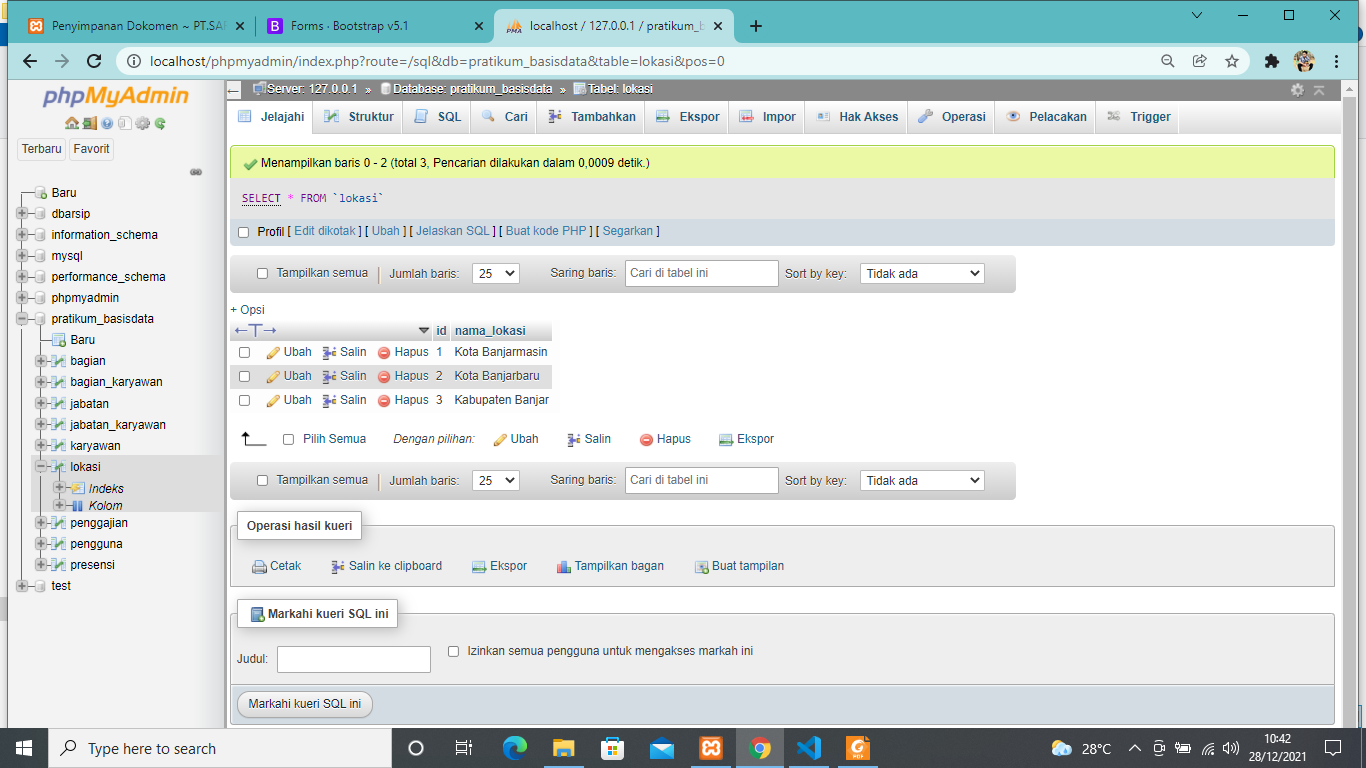 Penyimpanan Dokomen ~ PT.SAF
Forms · Bootstrap v5.1
localhost / 127.0.0.1 / pratikum_b
localhost/phpmyadmin/index.php?route=/sql&db=pratikum_basisdata&table=lokasi&pos=0
phpMyAdmin
Terbaru Favorit
Baru
dbarsip
information_schema
mysql
performance_schema
phpmyadmin
pratikum_basisdata
Baru
bagian
bagian_karyawan
jabatan
jabatan_karyawan
karyawan
lokasi
Indeks
Kolom
penggajian
pengguna
presensi
test
Server: 127.0.0.1 » Database: pratikum_basisdata » Tabel: lokasi
Jelajahi Struktur SQL Cari Tambahkan Ekspor Impor Hak Akses Operasi Pelacakan Trigger
Menampilkan baris 0 - 2 (total 3, Pencarian dilakukan dalam 0,0009 detik.)
SELECT * FROM `lokasi`
Profil [ Edit dikotak ] [ Ubah ] [ Jelaskan SQL ] [ Buat kode PHP ] [ Segarkan ]
Tampilkan semua Jumlah baris: 25 Saring baris: Cari di tabel ini Sort by key: Tidak ada
+ Opsi
←T→ id nama_lokasi
Ubah Salin Hapus 1 Kota Banjarmasin
Ubah Salin Hapus 2 Kota Banjarbaru
Ubah Salin Hapus 3 Kabupaten Banjar
Pilih Semua Dengan pilihan: Ubah Salin Hapus Ekspor
Tampilkan semua Jumlah baris: 25 Saring baris: Cari di tabel ini Sort by key: Tidak ada
Operasi hasil kueri
Cetak Salin ke clipboard Ekspor Tampilkan bagan Buat tampilan
Markahi kueri SQL ini
Judul: Izinkan semua pengguna untuk mengakses markah ini
Markahi kueri SQL ini
Type here to search
28°C
10:42
28/12/2021